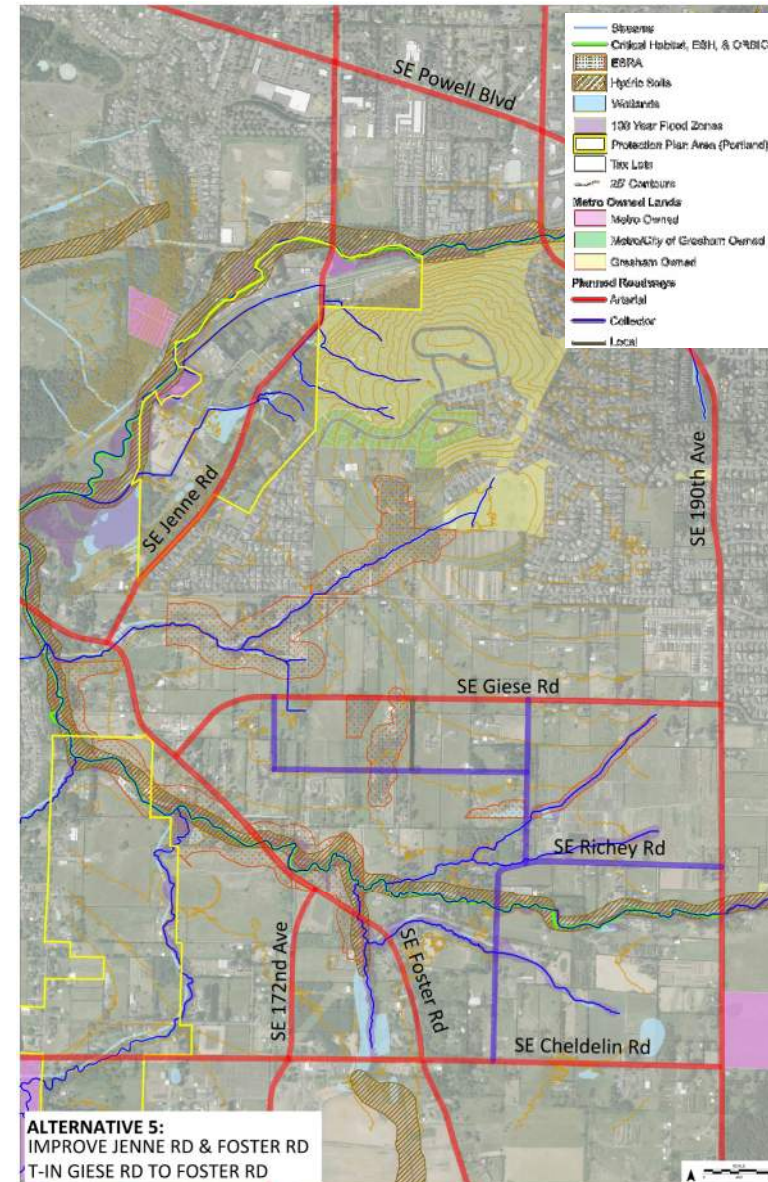 Streams
Critical Habitat, ESH, & ORBIC
ESRA
Hydric Soils
Wetlands
100 Year Flood Zones
Protection Plan Area (Portland)
Tax Lots
25' Contours
Metro Owned Lands
Metro Owned
Metro/City of Gresham Owned
Gresham Owned
Planned Roadways
Arterial
Collector
Local
SE Powell Blvd
SE Jenne Rd
SE 190th Ave
SE Giese Rd
SE Richey Rd
SE 172nd Ave
SE Foster Rd
SE Cheldelin Rd
ALTERNATIVE 5:
IMPROVE JENNE RD & FOSTER RD
T-IN GIESE RD TO FOSTER RD